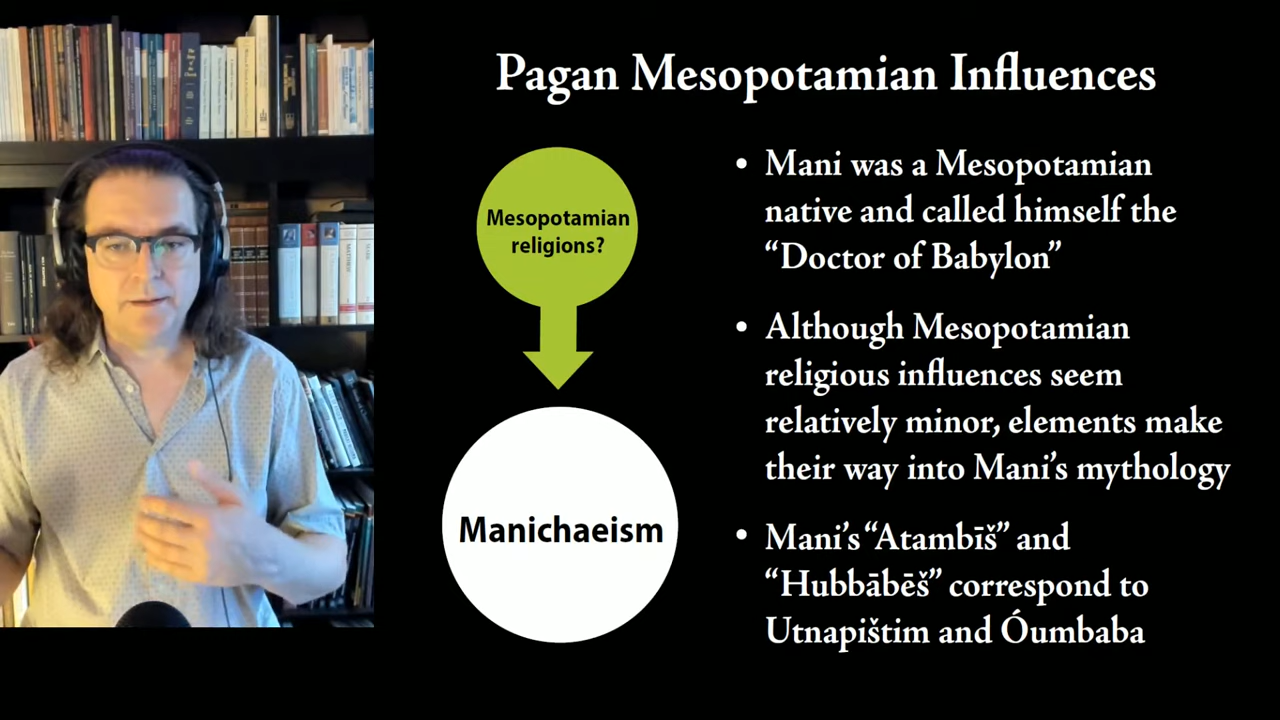 Pagan Mesopotamian Influences
Mesopotamian
religions?
Manichaeism
• Mani was a Mesopotamian
native and called himself the
“Doctor of Babylon”
• Although Mesopotamian
religious influences seem
relatively minor, elements make
their way into Mani’s mythology
• Mani’s “Atambīš” and
“Hubbābēš” correspond to
Utnapištim and Óumbaba